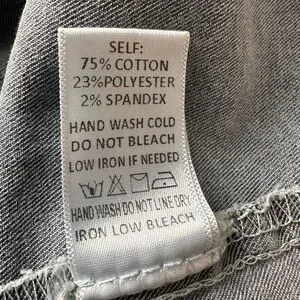 SELF:
75% COTTON
23%POLYESTER
2% SPANDEX
HAND WASH COLD
DO NOT BLEACH
LOW IRON IF NEEDED
HAND WASH DO NOT LINE DRY
IRON LOW BLEACH